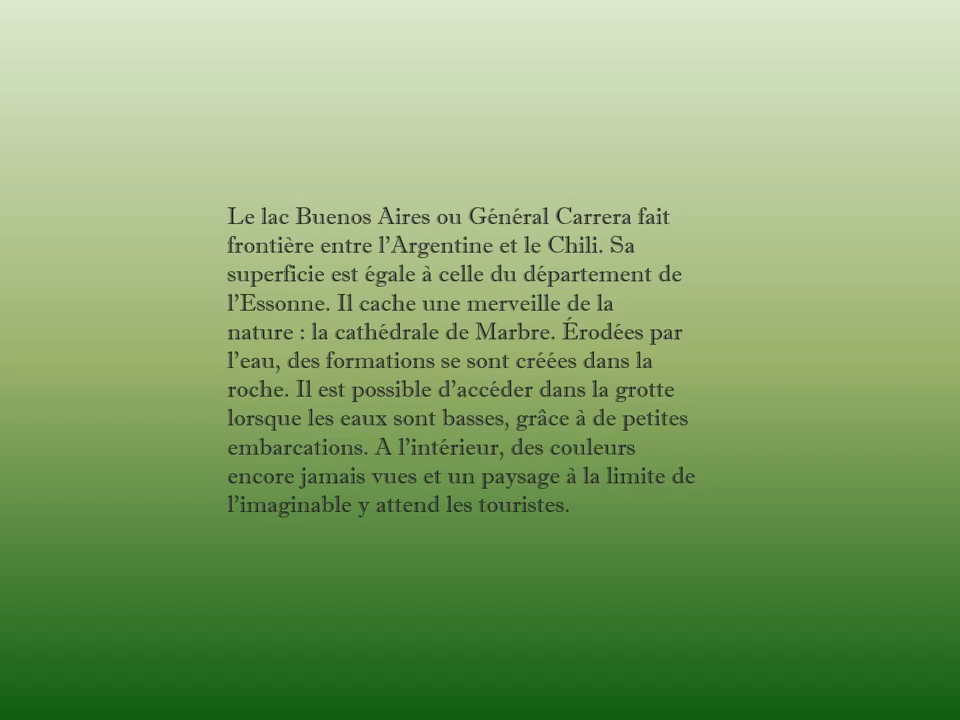 Le lac Buenos Aires ou Général Carrera fait
frontière entre l’Argentine et le Chili. Sa
superficie est égale à celle du département de
l’Essonne. Il cache une merveille de la
nature : la cathédrale de Marbre. Érodées par
l’eau, des formations se sont créées dans la
roche. Il est possible d’accéder dans la grotte
lorsque les eaux sont basses, grâce à de petites
embarcations. A l’intérieur, des couleurs
encore jamais vues et un paysage à la limite de
l’imaginable y attend les touristes.